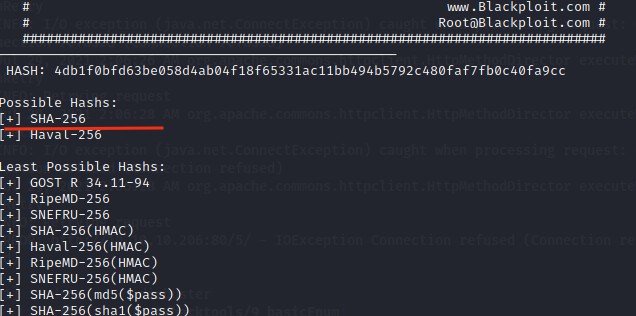 #                                                     www.Blackploit.com #
#                                                    Root@Blackploit.com #
#########################################################################
HASH: 4db1f0bfd63be058d4ab04f18f65331ac11bb494b5792c480faf7fb0c40fa9cc
Possible Hashs:
[+] SHA-256
[+] Haval-256
Least Possible Hashs:
[+] GOST R 34.11-94
[+] RipeMD-256
[+] SNEFRU-256
[+] SHA-256(HMAC)
[+] Haval-256(HMAC)
[+] RipeMD-256(HMAC)
[+] SNEFRU-256(HMAC)
[+] SHA-256(md5($pass))
[+] SHA-256(sha1($pass))